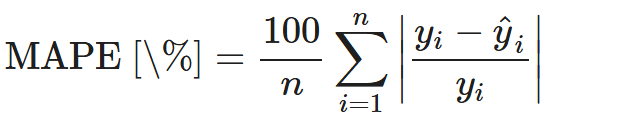 MAPE [\%] = \frac{100}{n} \sum_{i=1}^{n} \left| \frac{y_i - \hat{y}_i}{y_i} \right|